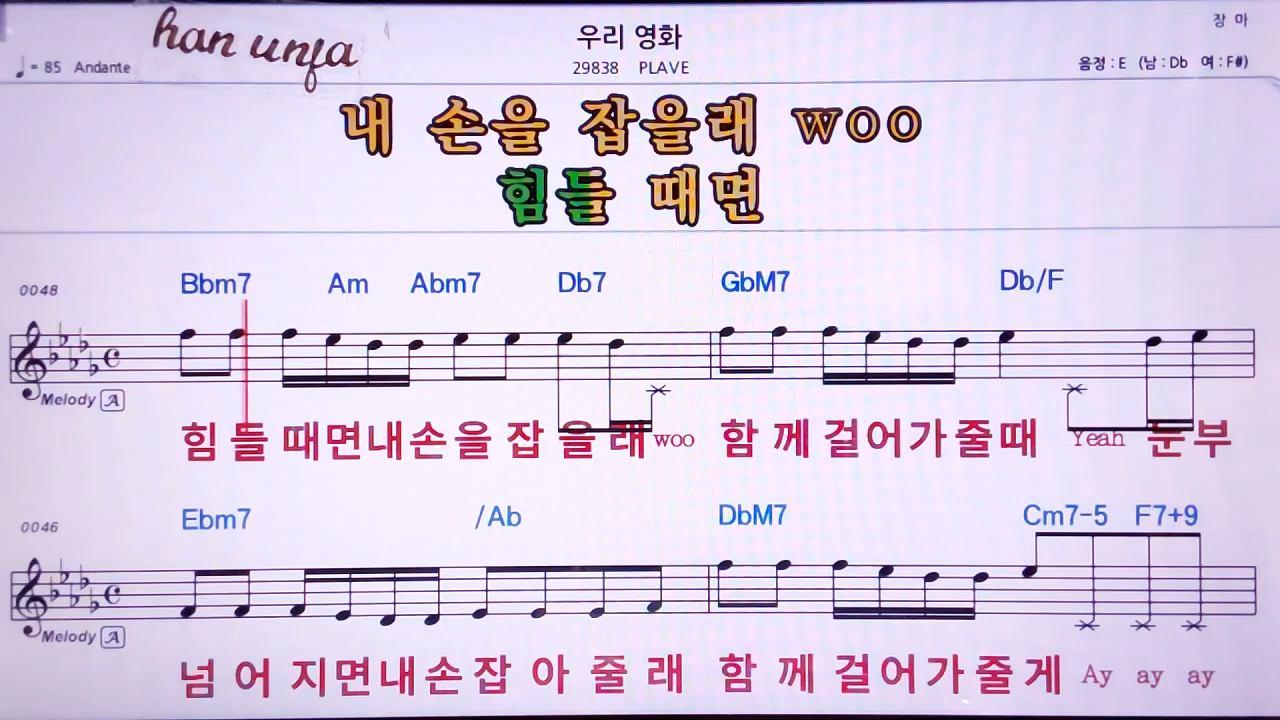 han unja
우리 영화
장 마
♩= 85 Andante
29838 PLAVE
음정 : E (남 : Db 여 : F#)
내 손을 잡을래 woo
힘들 때면
Bbm7 Am Abm7 Db7 GbM7 Db/F
0048
Melody A
힘 들 때면내손을 잡 을 래 woo 함 께 걸어가줄때 Yeah 눈부
Ebm7 /Ab DbM7 Cm7-5 F7+9
0046
Melody A
넘 어 지면내손잡 아 줄 래 함 께 걸어가줄게 Ay ay ay